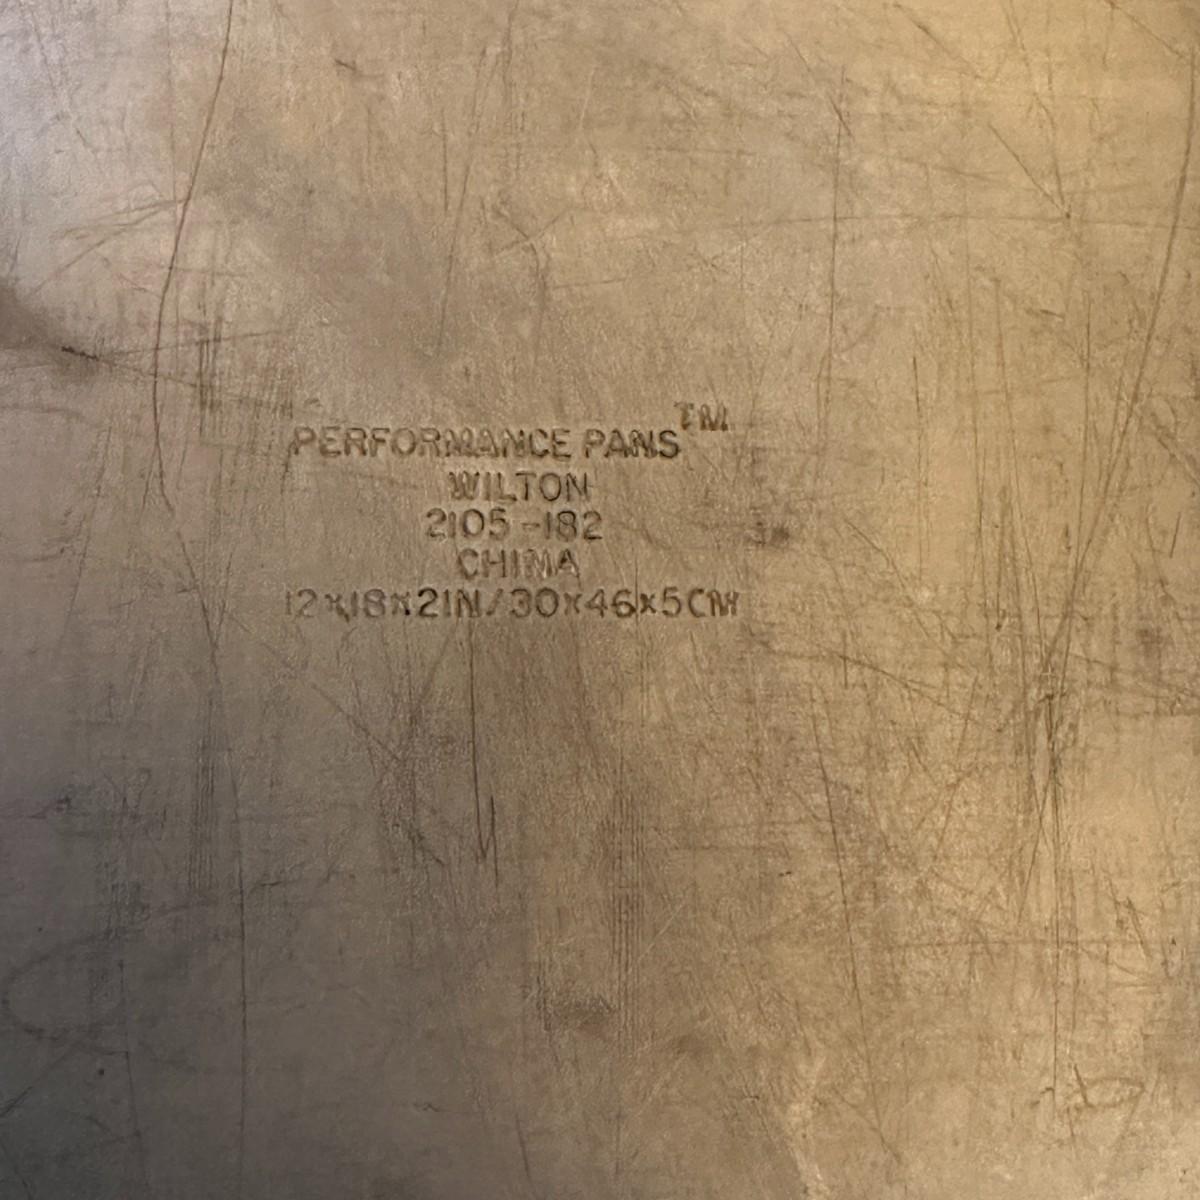 PERFORMANCE PANS™
WILTON
2105-182
CHINA
12x18x2IN/30x46x5CM